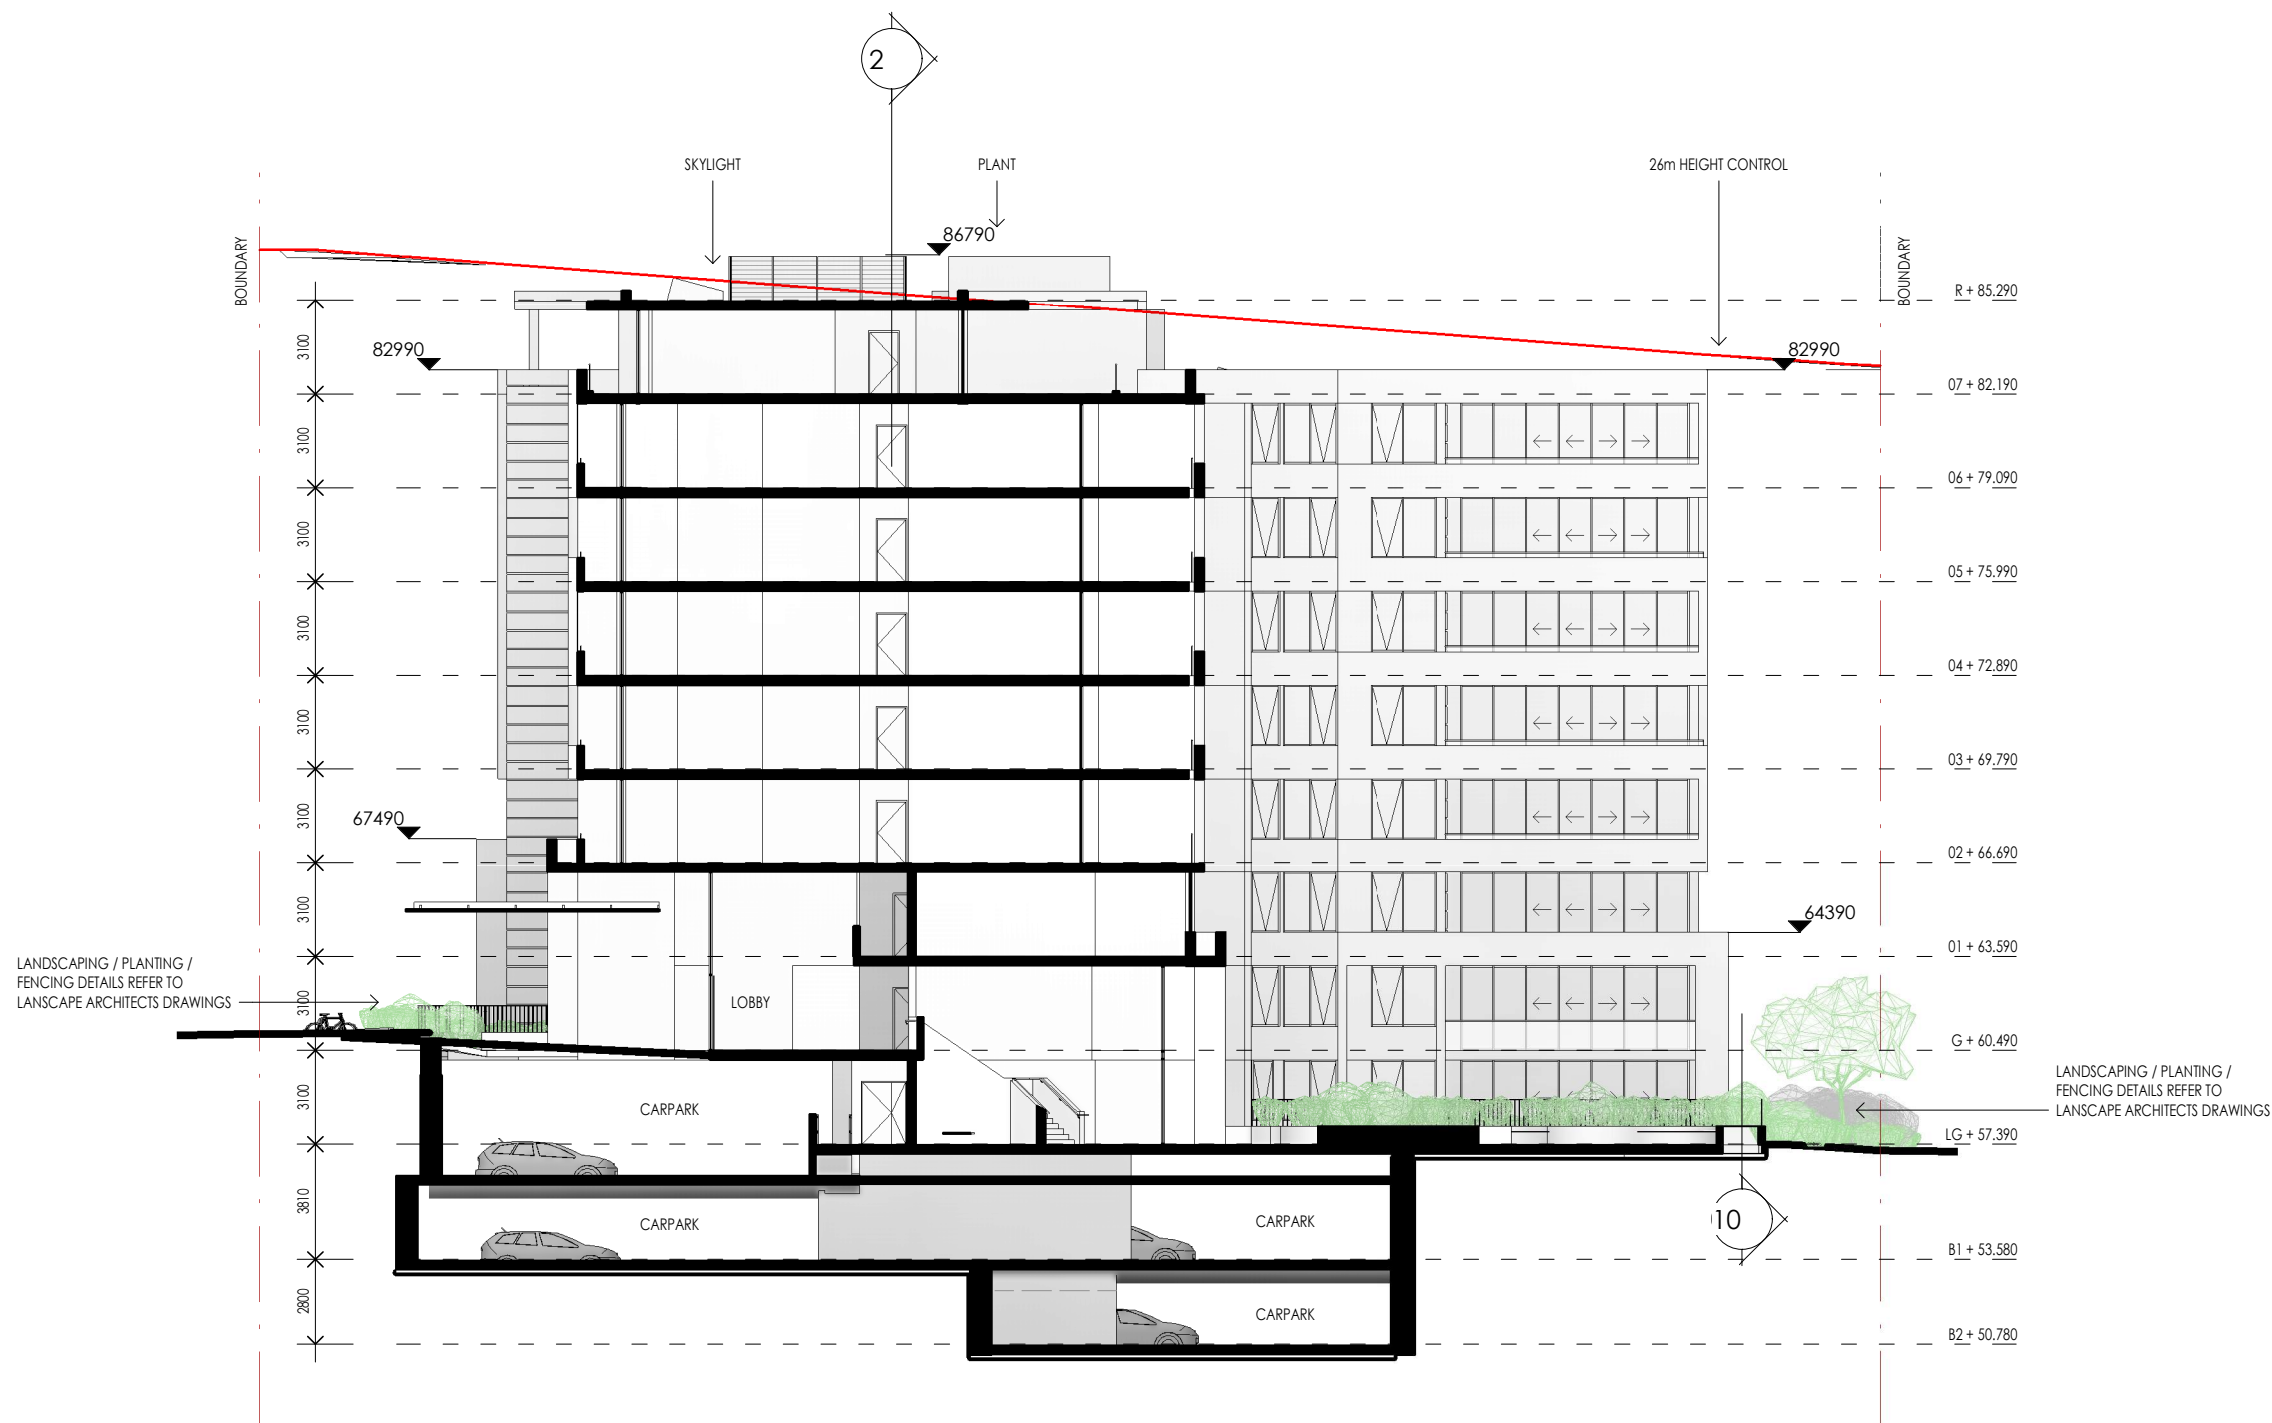 2
SKYLIGHT
PLANT
26m HEIGHT CONTROL
BOUNDARY
BOUNDARY
86790
R + 85.290
3100
82990
82990
07 + 82.190
3100
06 + 79.090
3100
05 + 75.990
3100
04 + 72.890
3100
03 + 69.790
3100
67490
02 + 66.690
3100
64390
01 + 63.590
LANDSCAPING / PLANTING /
FENCING DETAILS REFER TO
LANSCAPE ARCHITECTS DRAWINGS
3100
LOBBY
G + 60.490
LANDSCAPING / PLANTING /
FENCING DETAILS REFER TO
LANSCAPE ARCHITECTS DRAWINGS
3100
CARPARK
LG + 57.390
3810
CARPARK
CARPARK
10
B1 + 53.580
2800
CARPARK
B2 + 50.780